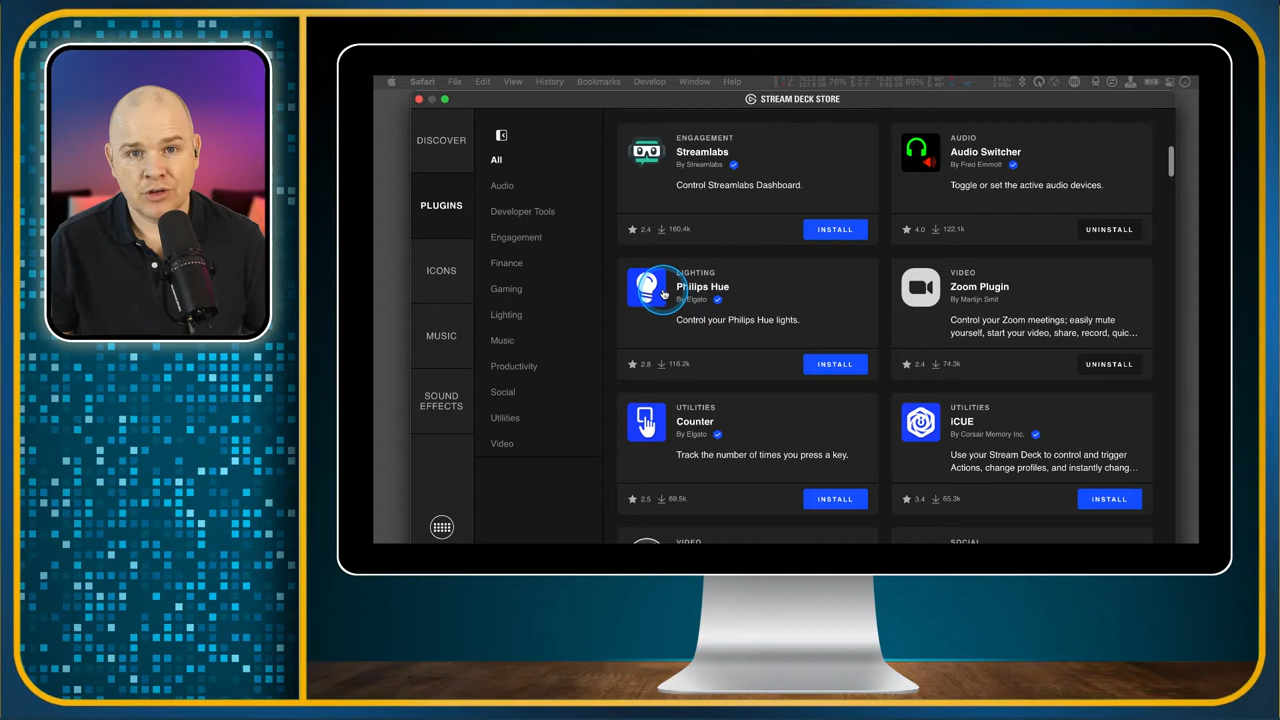 Safari File Edit View History Bookmarks Develop Window Help
STREAM DECK STORE
DISCOVER
PLUGINS
ICONS
MUSIC
SOUND
EFFECTS
All
Audio
Developer Tools
Engagement
Finance
Gaming
Lighting
Music
Productivity
Social
Utilities
Video
ENGAGEMENT
Streamlabs
By Streamlabs
Control Streamlabs Dashboard.
2.4 160.4k
INSTALL
AUDIO
Audio Switcher
By Fred Emmott
Toggle or set the active audio devices.
4.0 122.1k
UNINSTALL
LIGHTING
Philips Hue
By Elgato
Control your Philips Hue lights.
2.8 116.2k
INSTALL
VIDEO
Zoom Plugin
By Martijn Smit
Control your Zoom meetings; easily mute
yourself, start your video, share, record, quic...
2.4 74.3k
UNINSTALL
UTILITIES
Counter
By Elgato
Track the number of times you press a key.
2.5 69.5k
INSTALL
UTILITIES
iCUE
By Corsair Memory Inc.
Use your Stream Deck to control and trigger
Actions, change profiles, and instantly chang...
3.4 65.3k
INSTALL
VIDEO
SOCIAL